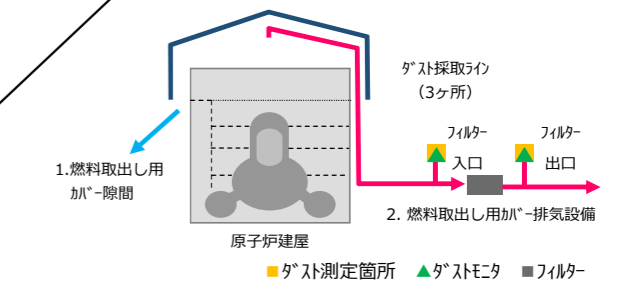 ダスト採取ライン
（3ヶ所）
フィルター
入口
フィルター
出口
1.燃料取出し用
カバー隙間
2. 燃料取出し用カバー排気設備
原子炉建屋
■ダスト測定箇所 ▲ダストモニタ ■フィルター